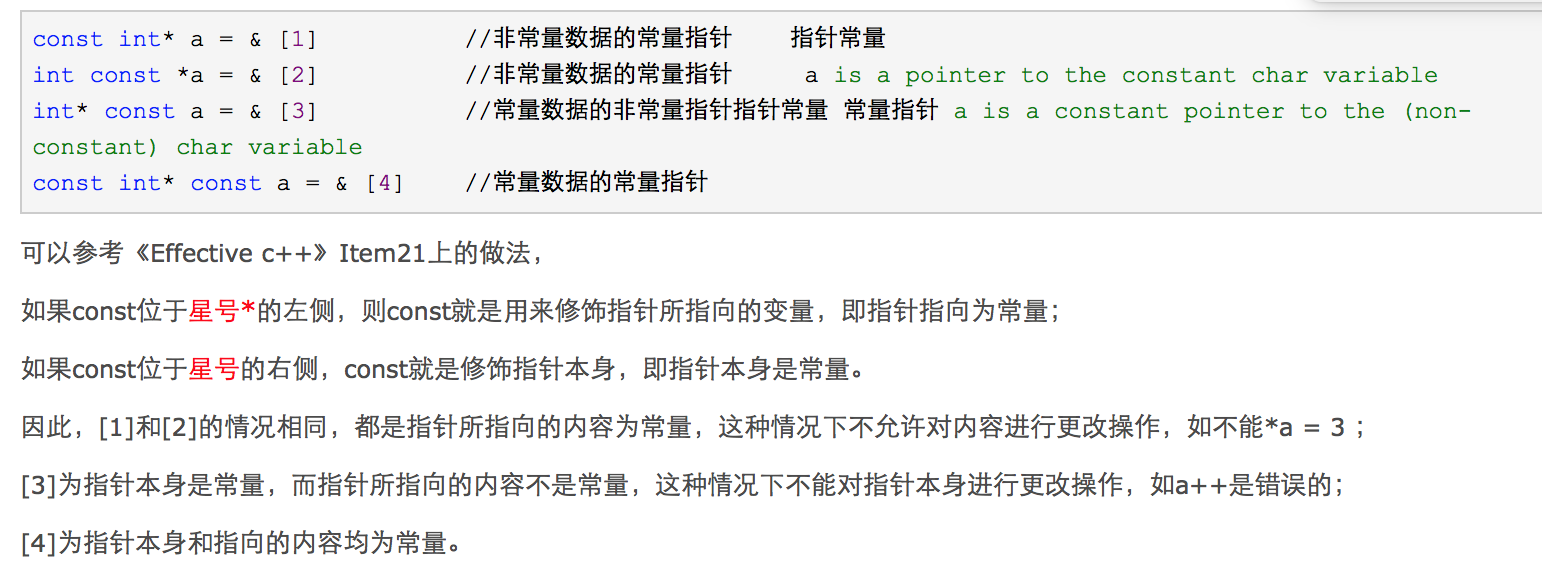 const int* a = & [1]          //非常量数据的常量指针    指针常量
int const *a = & [2]          //非常量数据的常量指针     a is a pointer to the constant char variable
int* const a = & [3]          //常量数据的非常量指针指针常量 常量指针 a is a constant pointer to the (non-
constant) char variable
const int* const a = & [4]    //常量数据的常量指针
可以参考《Effective c++》Item21上的做法，
如果const位于星号*的左侧，则const就是用来修饰指针所指向的变量，即指针指向为常量；
如果const位于星号的右侧，const就是修饰指针本身，即指针本身是常量。
因此，[1]和[2]的情况相同，都是指针所指向的内容为常量，这种情况下不允许对内容进行更改操作，如不能*a = 3 ；
[3]为指针本身是常量，而指针所指向的内容不是常量，这种情况下不能对指针本身进行更改操作，如a++是错误的；
[4]为指针本身和指向的内容均为常量。